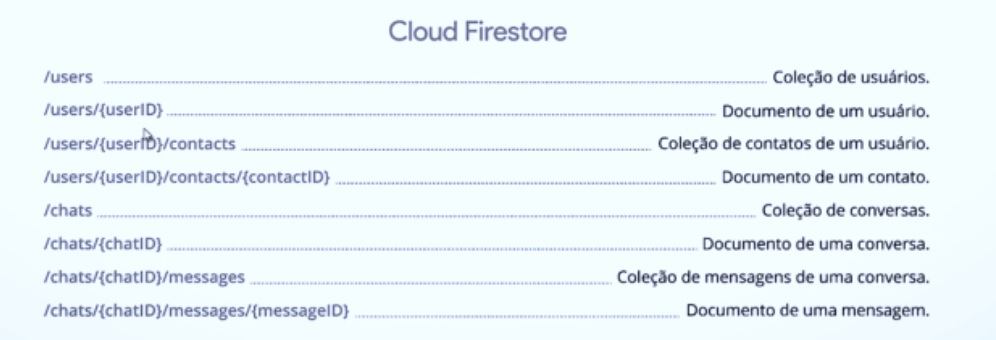 Cloud Firestore
/users ........ Coleção de usuários.
/users/{userID} ........ Documento de um usuário.
/users/{userID}/contacts ........ Coleção de contatos de um usuário.
/users/{userID}/contacts/{contactID} ........ Documento de um contato.
/chats ........ Coleção de conversas.
/chats/{chatID} ........ Documento de uma conversa.
/chats/{chatID}/messages ........ Coleção de mensagens de uma conversa.
/chats/{chatID}/messages/{messageID} ........ Documento de uma mensagem.